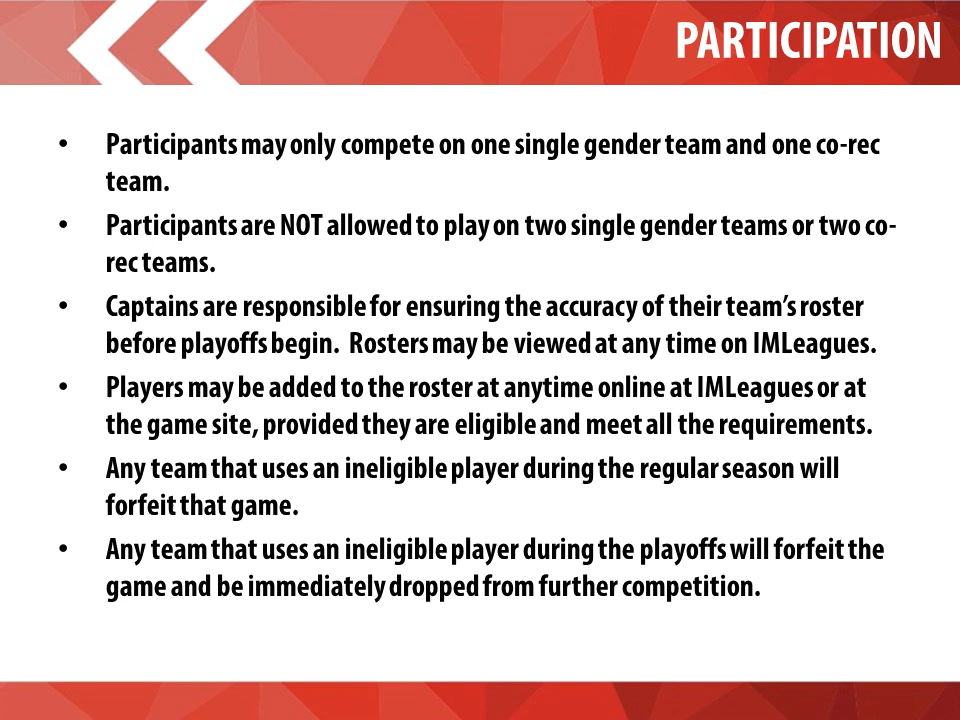 PARTICIPATION
• Participants may only compete on one single gender team and one co-rec
team.
• Participants are NOT allowed to play on two single gender teams or two co-
rec teams.
• Captains are responsible for ensuring the accuracy of their team’s roster
before playoffs begin.  Rosters may be viewed at any time on IMLeagues.
• Players may be added to the roster at anytime online at IMLeagues or at
the game site, provided they are eligible and meet all the requirements.
• Any team that uses an ineligible player during the regular season will
forfeit that game.
• Any team that uses an ineligible player during the playoffs will forfeit the
game and be immediately dropped from further competition.